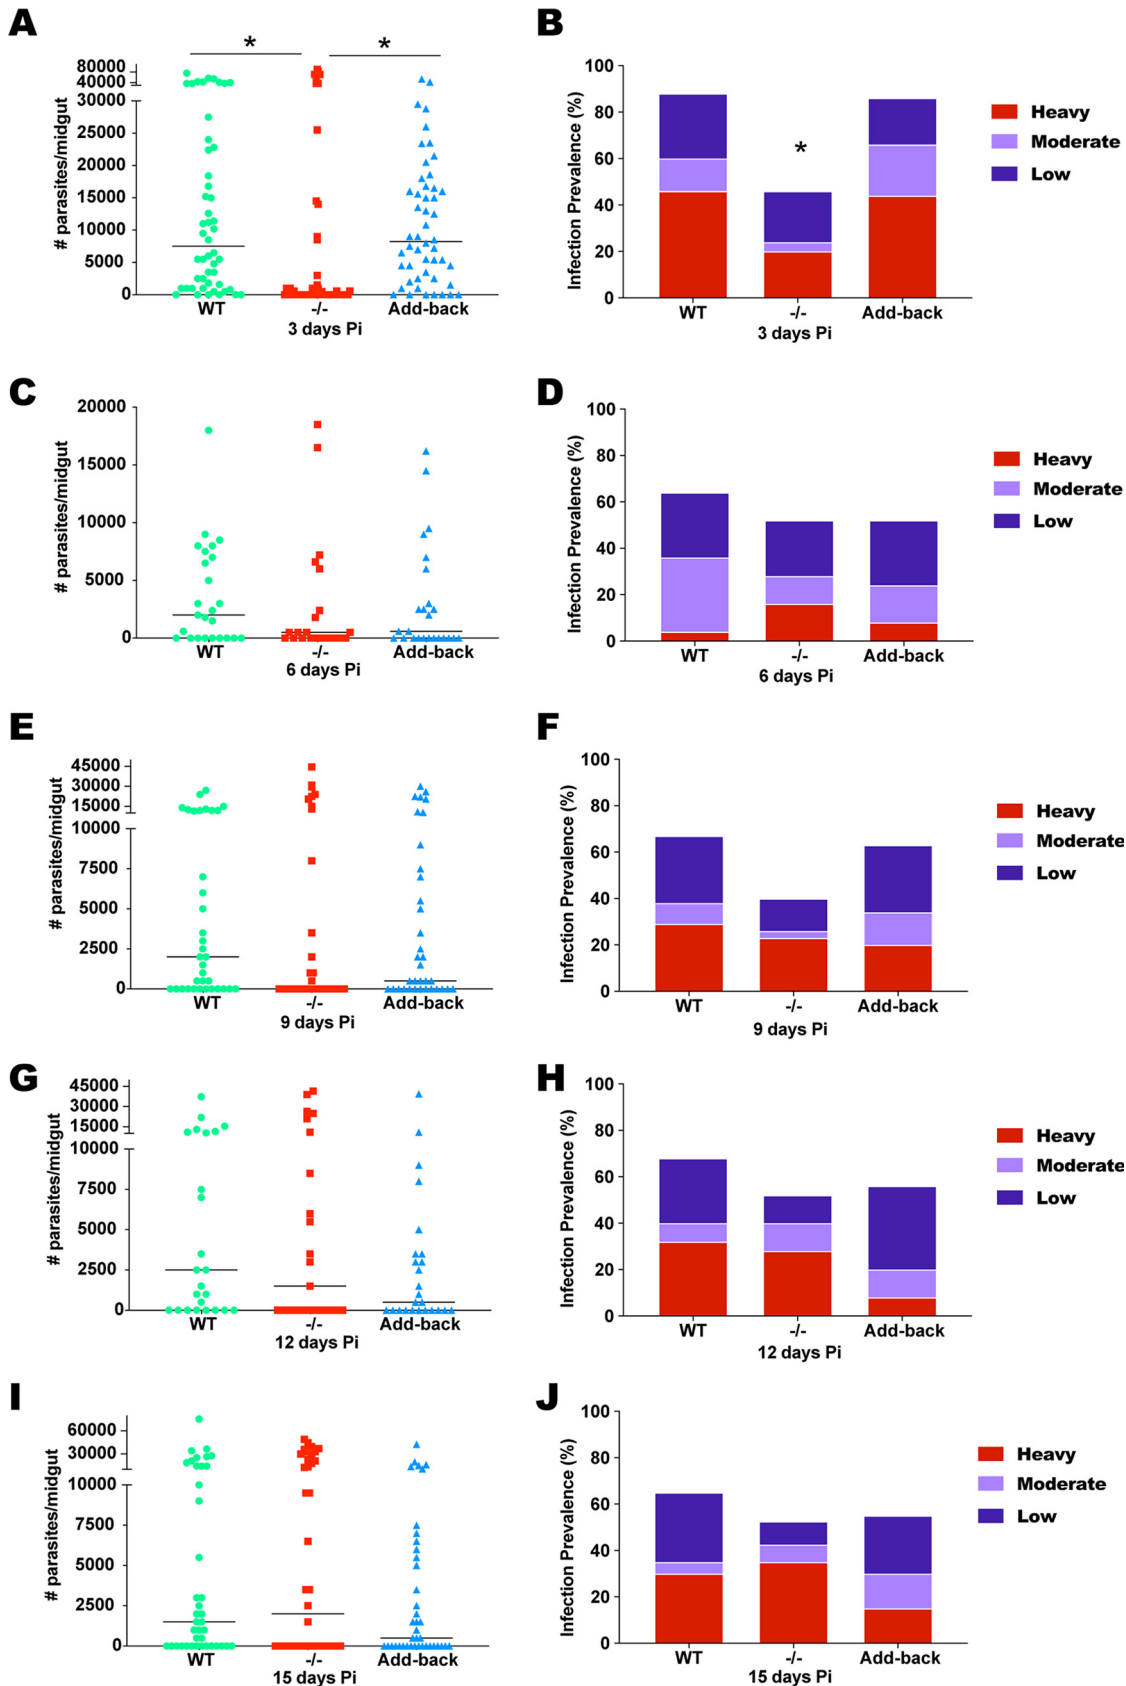 A
* *
# parasites/midgut
80000
40000
30000
25000
20000
15000
10000
5000
0
WT -/- Add-back
3 days Pi
B
Infection Prevalence (%)
100
80
60
40
20
0
*
WT -/- Add-back
3 days Pi
Heavy
Moderate
Low
C
# parasites/midgut
20000
15000
10000
5000
0
WT -/- Add-back
6 days Pi
D
Infection Prevalence (%)
100
80
60
40
20
0
WT -/- Add-back
6 days Pi
Heavy
Moderate
Low
E
# parasites/midgut
45000
30000
15000
10000
7500
5000
2500
0
WT -/- Add-back
9 days Pi
F
Infection Prevalence (%)
100
80
60
40
20
0
WT -/- Add-back
9 days Pi
Heavy
Moderate
Low
G
# parasites/midgut
45000
30000
15000
10000
7500
5000
2500
0
WT -/- Add-back
12 days Pi
H
Infection Prevalence (%)
100
80
60
40
20
0
WT -/- Add-back
12 days Pi
Heavy
Moderate
Low
I
# parasites/midgut
60000
30000
10000
7500
5000
2500
0
WT -/- Add-back
15 days Pi
J
Infection Prevalence (%)
100
80
60
40
20
0
WT -/- Add-back
15 days Pi
Heavy
Moderate
Low